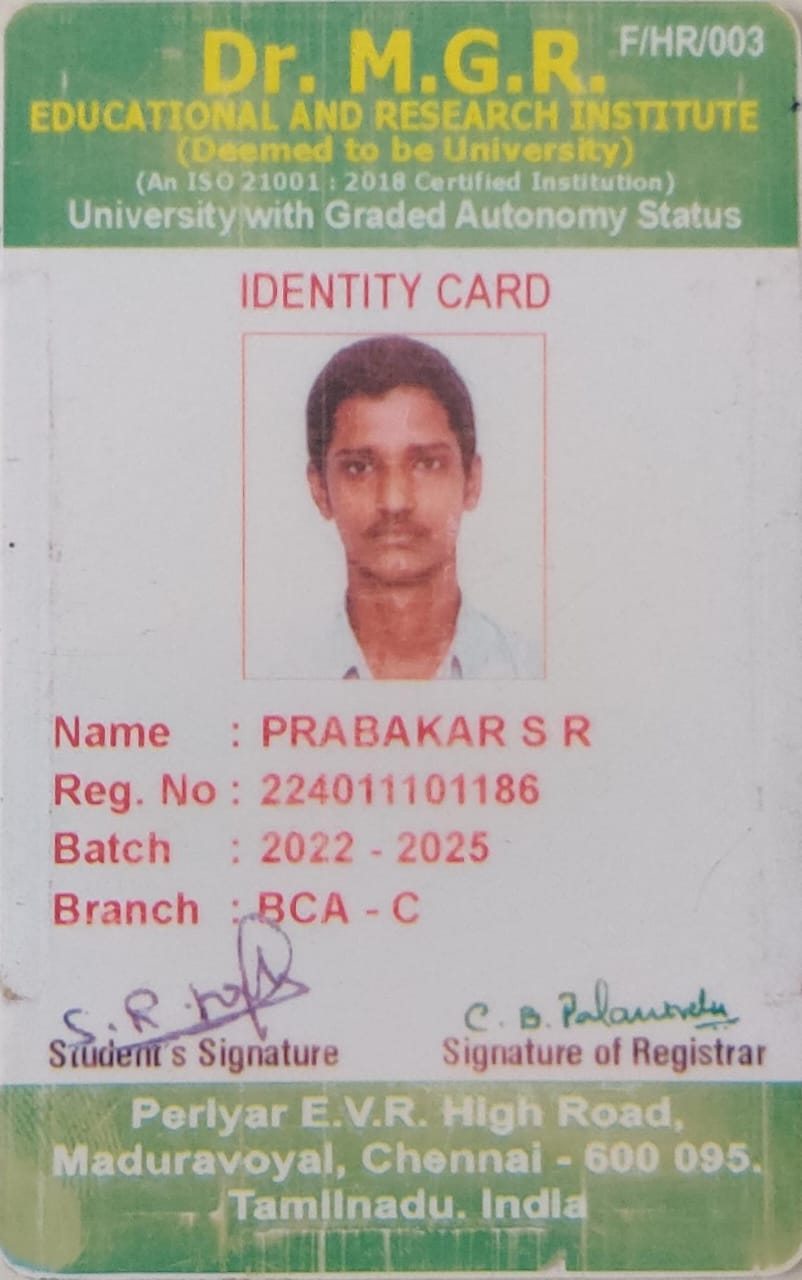 F/HR/003
Dr. M.G.R.
EDUCATIONAL AND RESEARCH INSTITUTE
(Deemed to be University)
(An ISO 21001 : 2018 Certified Institution)
University with Graded Autonomy Status
IDENTITY CARD
Name : PRABAKAR S R
Reg. No : 224011101186
Batch : 2022 - 2025
Branch : BCA - C
S. R.
C. B. Palanivelu
Student's Signature Signature of Registrar
Periyar E.V.R. High Road,
Maduravoyal, Chennai - 600 095.
Tamilnadu. India